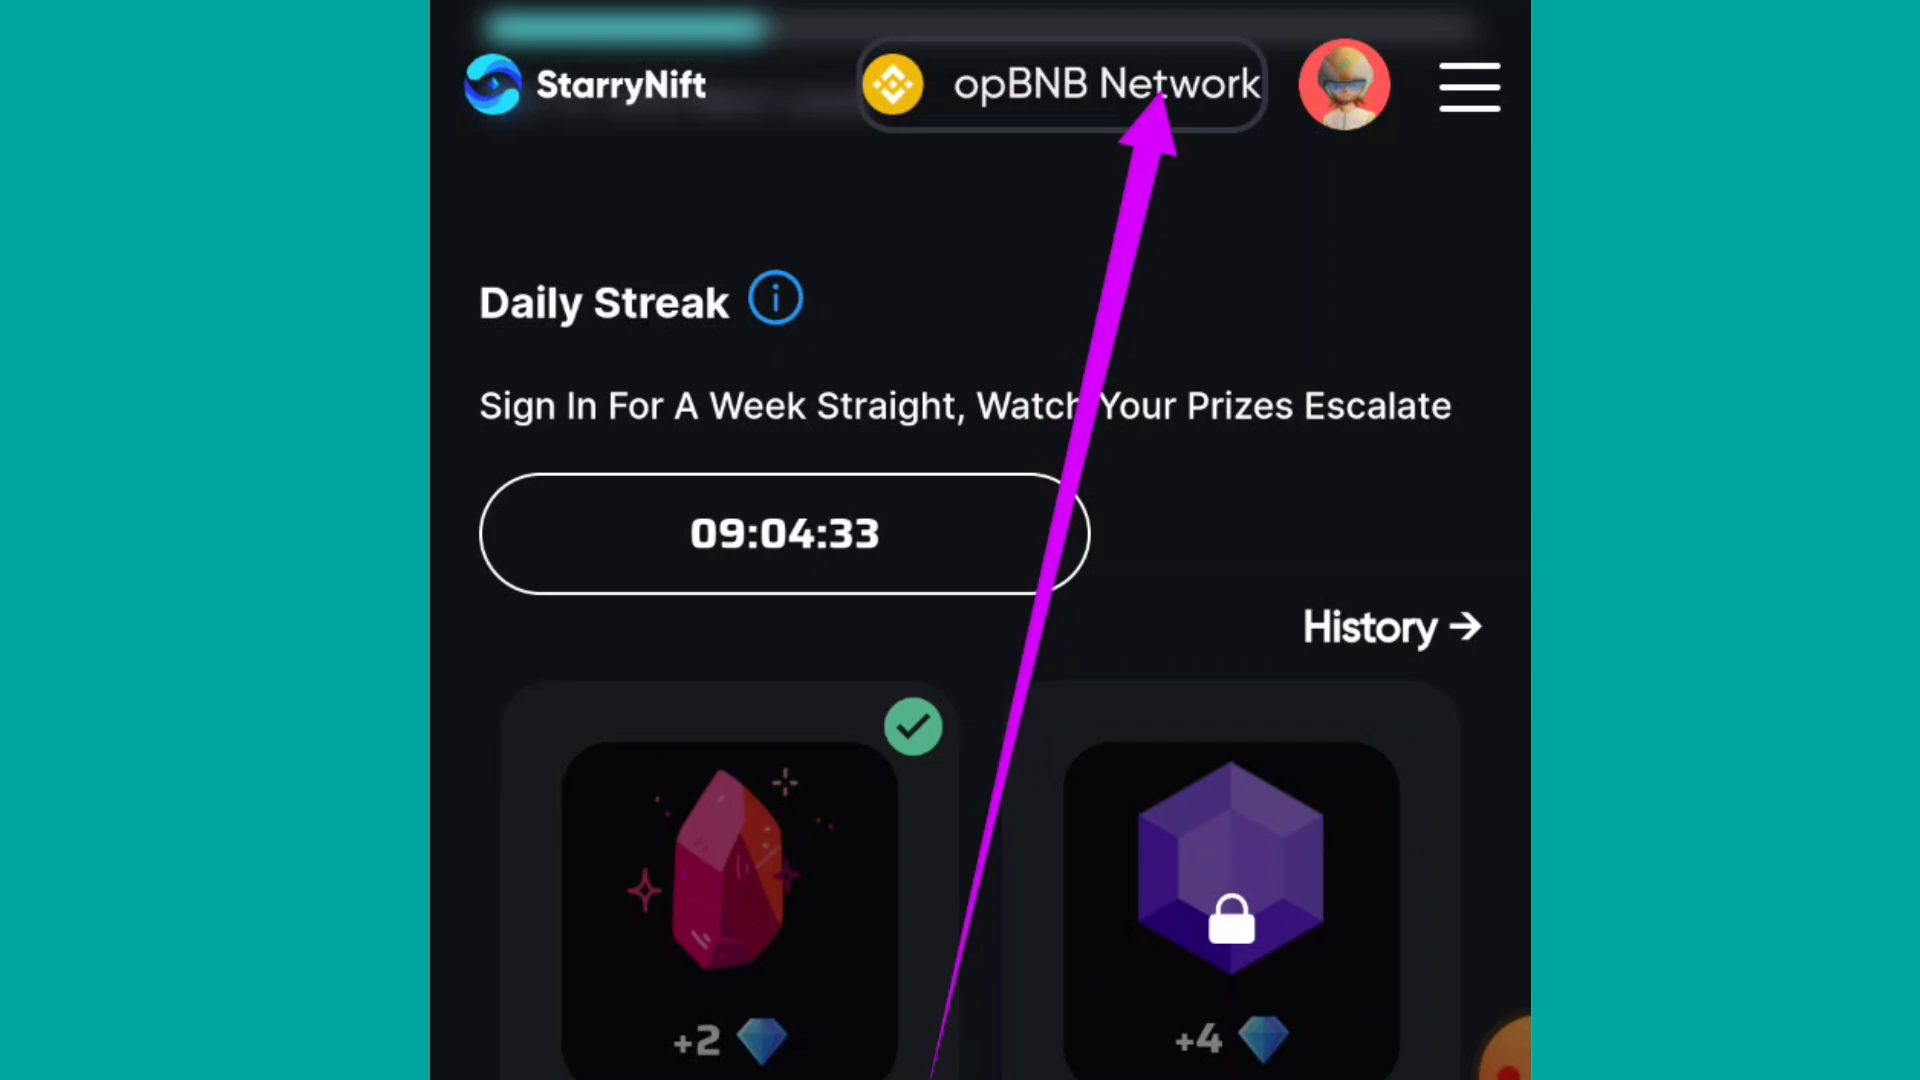 StarryNift
opBNB Network
Daily Streak
Sign In For A Week Straight, Watch Your Prizes Escalate
09:04:33
History →
+2
+4